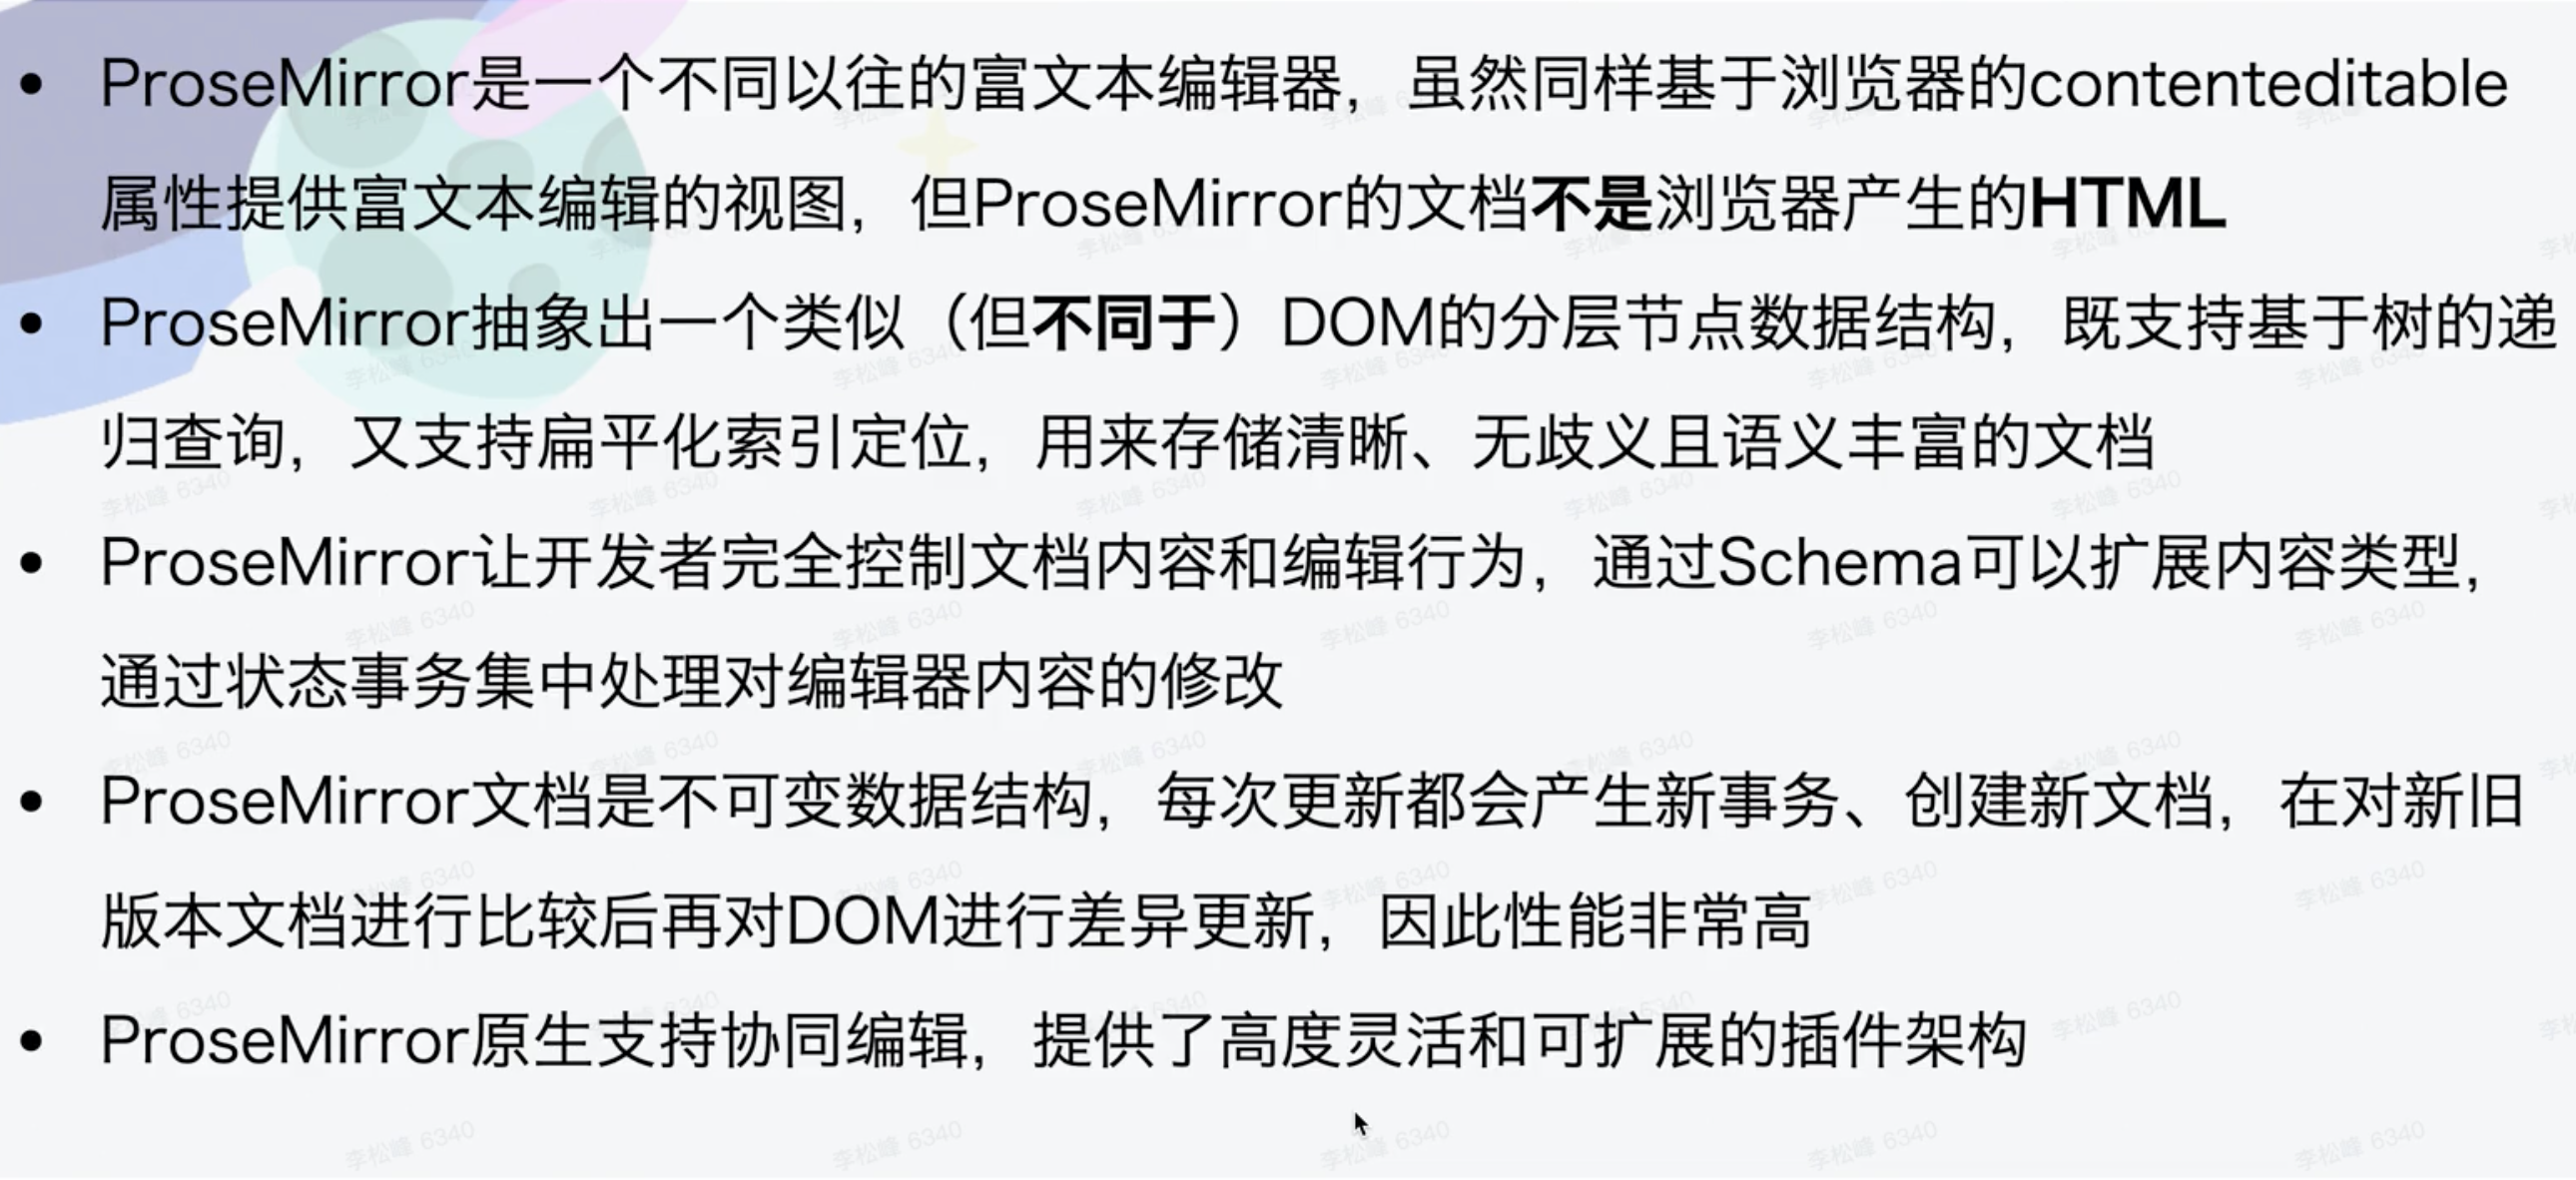 • ProseMirror是一个不同以往的富文本编辑器，虽然同样基于浏览器的contenteditable
属性提供富文本编辑的视图，但ProseMirror的文档不是浏览器产生的HTML
• ProseMirror抽象出一个类似（但不同于）DOM的分层节点数据结构，既支持基于树的递
归查询，又支持扁平化索引定位，用来存储清晰、无歧义且语义丰富的文档
• ProseMirror让开发者完全控制文档内容和编辑行为，通过Schema可以扩展内容类型，
通过状态事务集中处理对编辑器内容的修改
• ProseMirror文档是不可变数据结构，每次更新都会产生新事务、创建新文档，在对新旧
版本文档进行比较后再对DOM进行差异更新，因此性能非常高
• ProseMirror原生支持协同编辑，提供了高度灵活和可扩展的插件架构
李松峰 6340